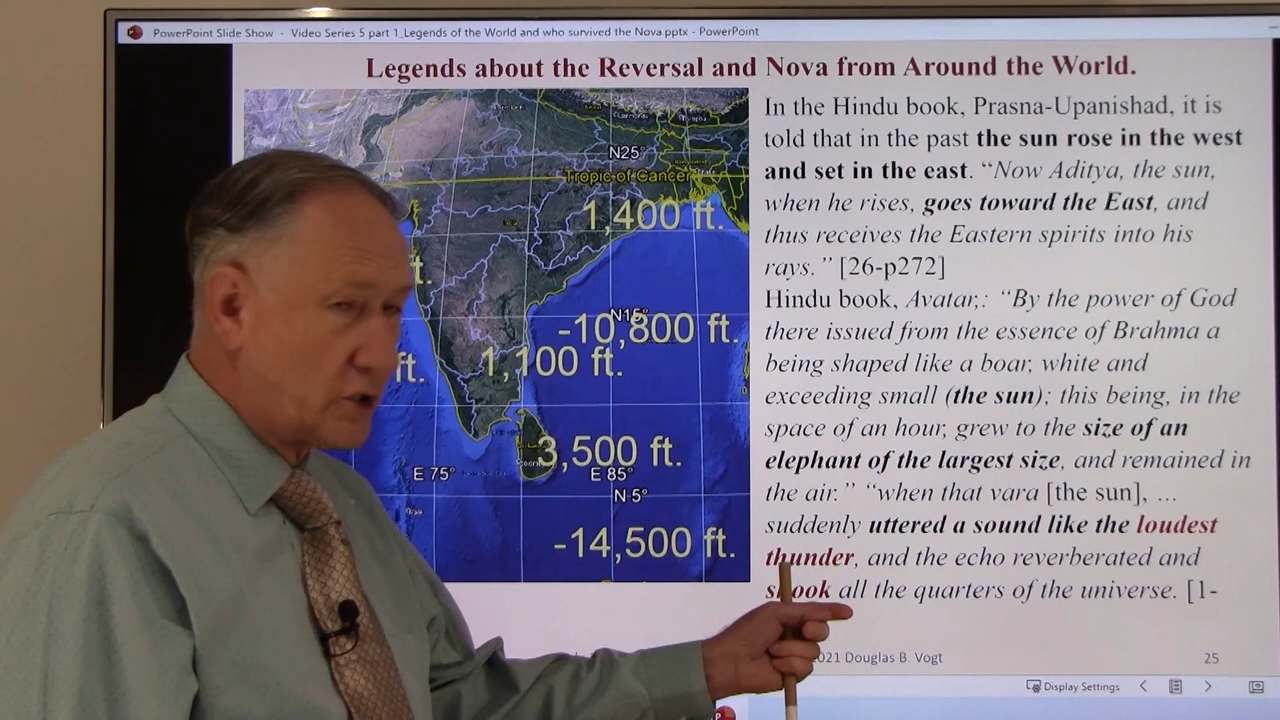 PowerPoint Slide Show - Video Series 5 part 1_Legends of the World and who survived the Nova.pptx - PowerPoint
Legends about the Reversal and Nova from Around the World.
N25°
Tropic of Cancer
1,400 ft.
t.
N15°
-10,800 ft.
1,100 ft.
ft.
3,500 ft.
E 75°
E 85°
N 5°
-14,500 ft.
In the Hindu book, Prasna-Upanishad, it is
told that in the past the sun rose in the west
and set in the east. “Now Aditya, the sun,
when he rises, goes toward the East, and
thus receives the Eastern spirits into his
rays.” [26-p272]
Hindu book, Avatar,: “By the power of God
there issued from the essence of Brahma a
being shaped like a boar, white and
exceeding small (the sun); this being, in the
space of an hour, grew to the size of an
elephant of the largest size, and remained in
the air.” “when that vara [the sun], ...
suddenly uttered a sound like the loudest
thunder, and the echo reverberated and
shook all the quarters of the universe. [1-
2021 Douglas B. Vogt
25
Display Settings